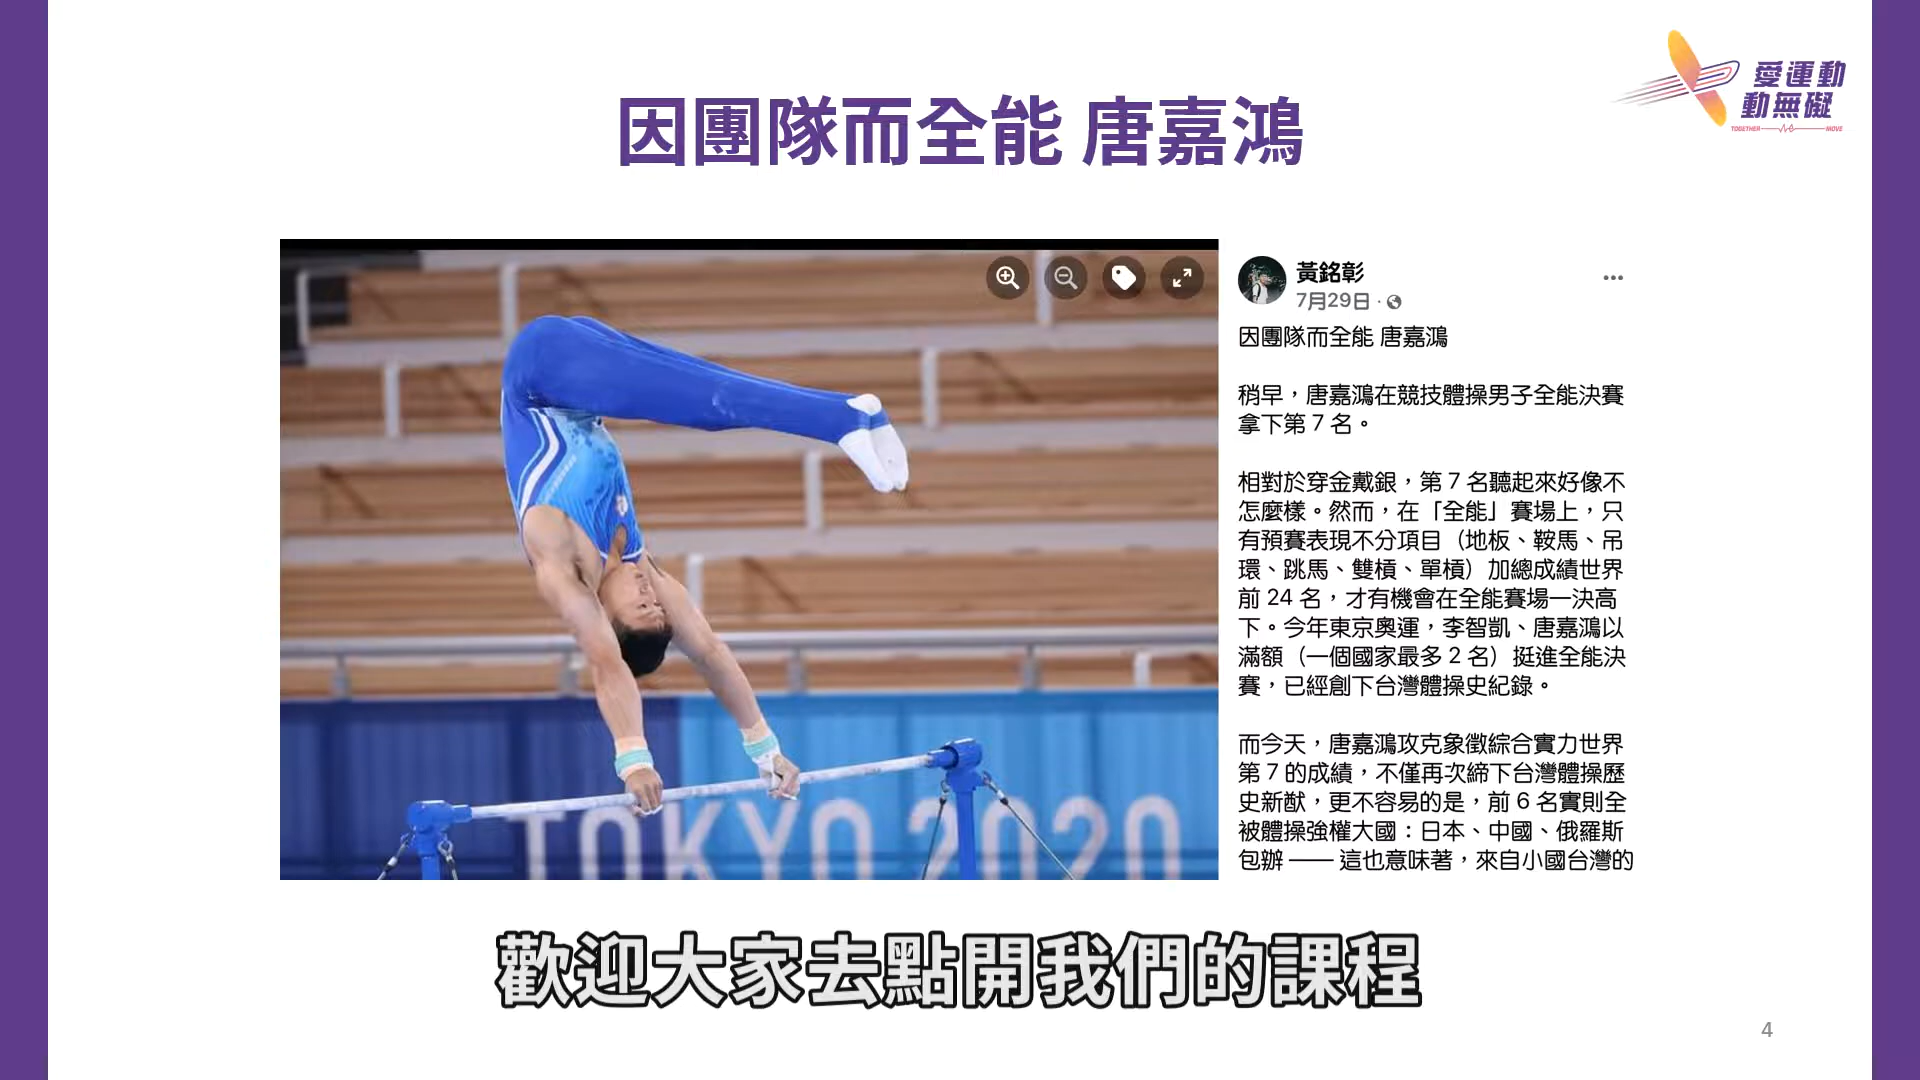 愛運動
動無礙
TOGETHER MOVE
因團隊而全能 唐嘉鴻
黃銘彰
7月29日
因團隊而全能 唐嘉鴻
稍早，唐嘉鴻在競技體操男子全能決賽
拿下第 7 名。
相對於穿金戴銀，第 7 名聽起來好像不
怎麼樣。然而，在「全能」賽場上，只
有預賽表現不分項目（地板、鞍馬、吊
環、跳馬、雙槓、單槓）加總成績世界
前 24 名，才有機會在全能賽場一決高
下。今年東京奧運，李智凱、唐嘉鴻以
滿額（一個國家最多 2 名）挺進全能決
賽，已經創下台灣體操史紀錄。
而今天，唐嘉鴻攻克象徵綜合實力世界
第 7 的成績，不僅再次締下台灣體操歷
史新猷，更不容易的是，前 6 名實則全
被體操強權大國：日本、中國、俄羅斯
包辦 —— 這也意味著，來自小國台灣的
TOKYO 2020
歡迎大家去點開我們的課程
4